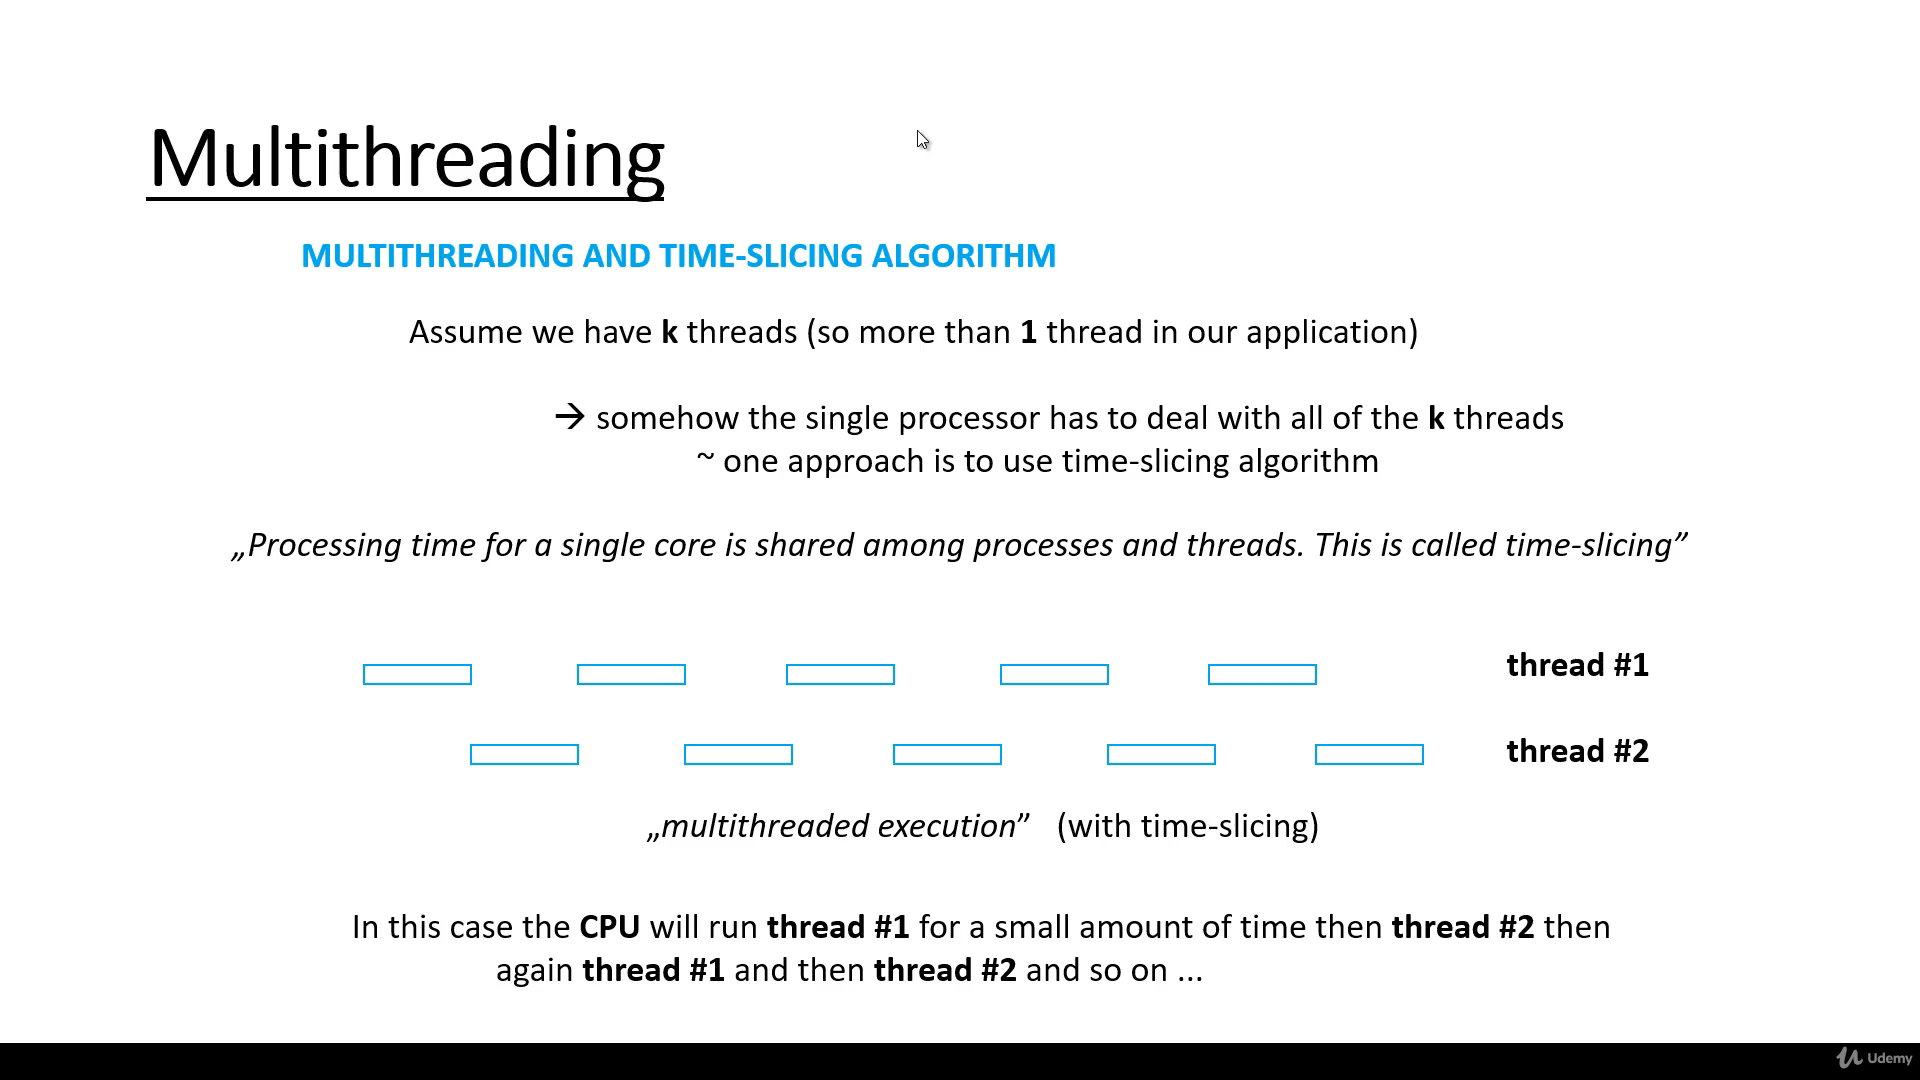 Multithreading
MULTITHREADING AND TIME-SLICING ALGORITHM
Assume we have k threads (so more than 1 thread in our application)
→ somehow the single processor has to deal with all of the k threads
~ one approach is to use time-slicing algorithm
„Processing time for a single core is shared among processes and threads. This is called time-slicing”
thread #1
thread #2
„multithreaded execution” (with time-slicing)
In this case the CPU will run thread #1 for a small amount of time then thread #2 then
again thread #1 and then thread #2 and so on ...
Udemy